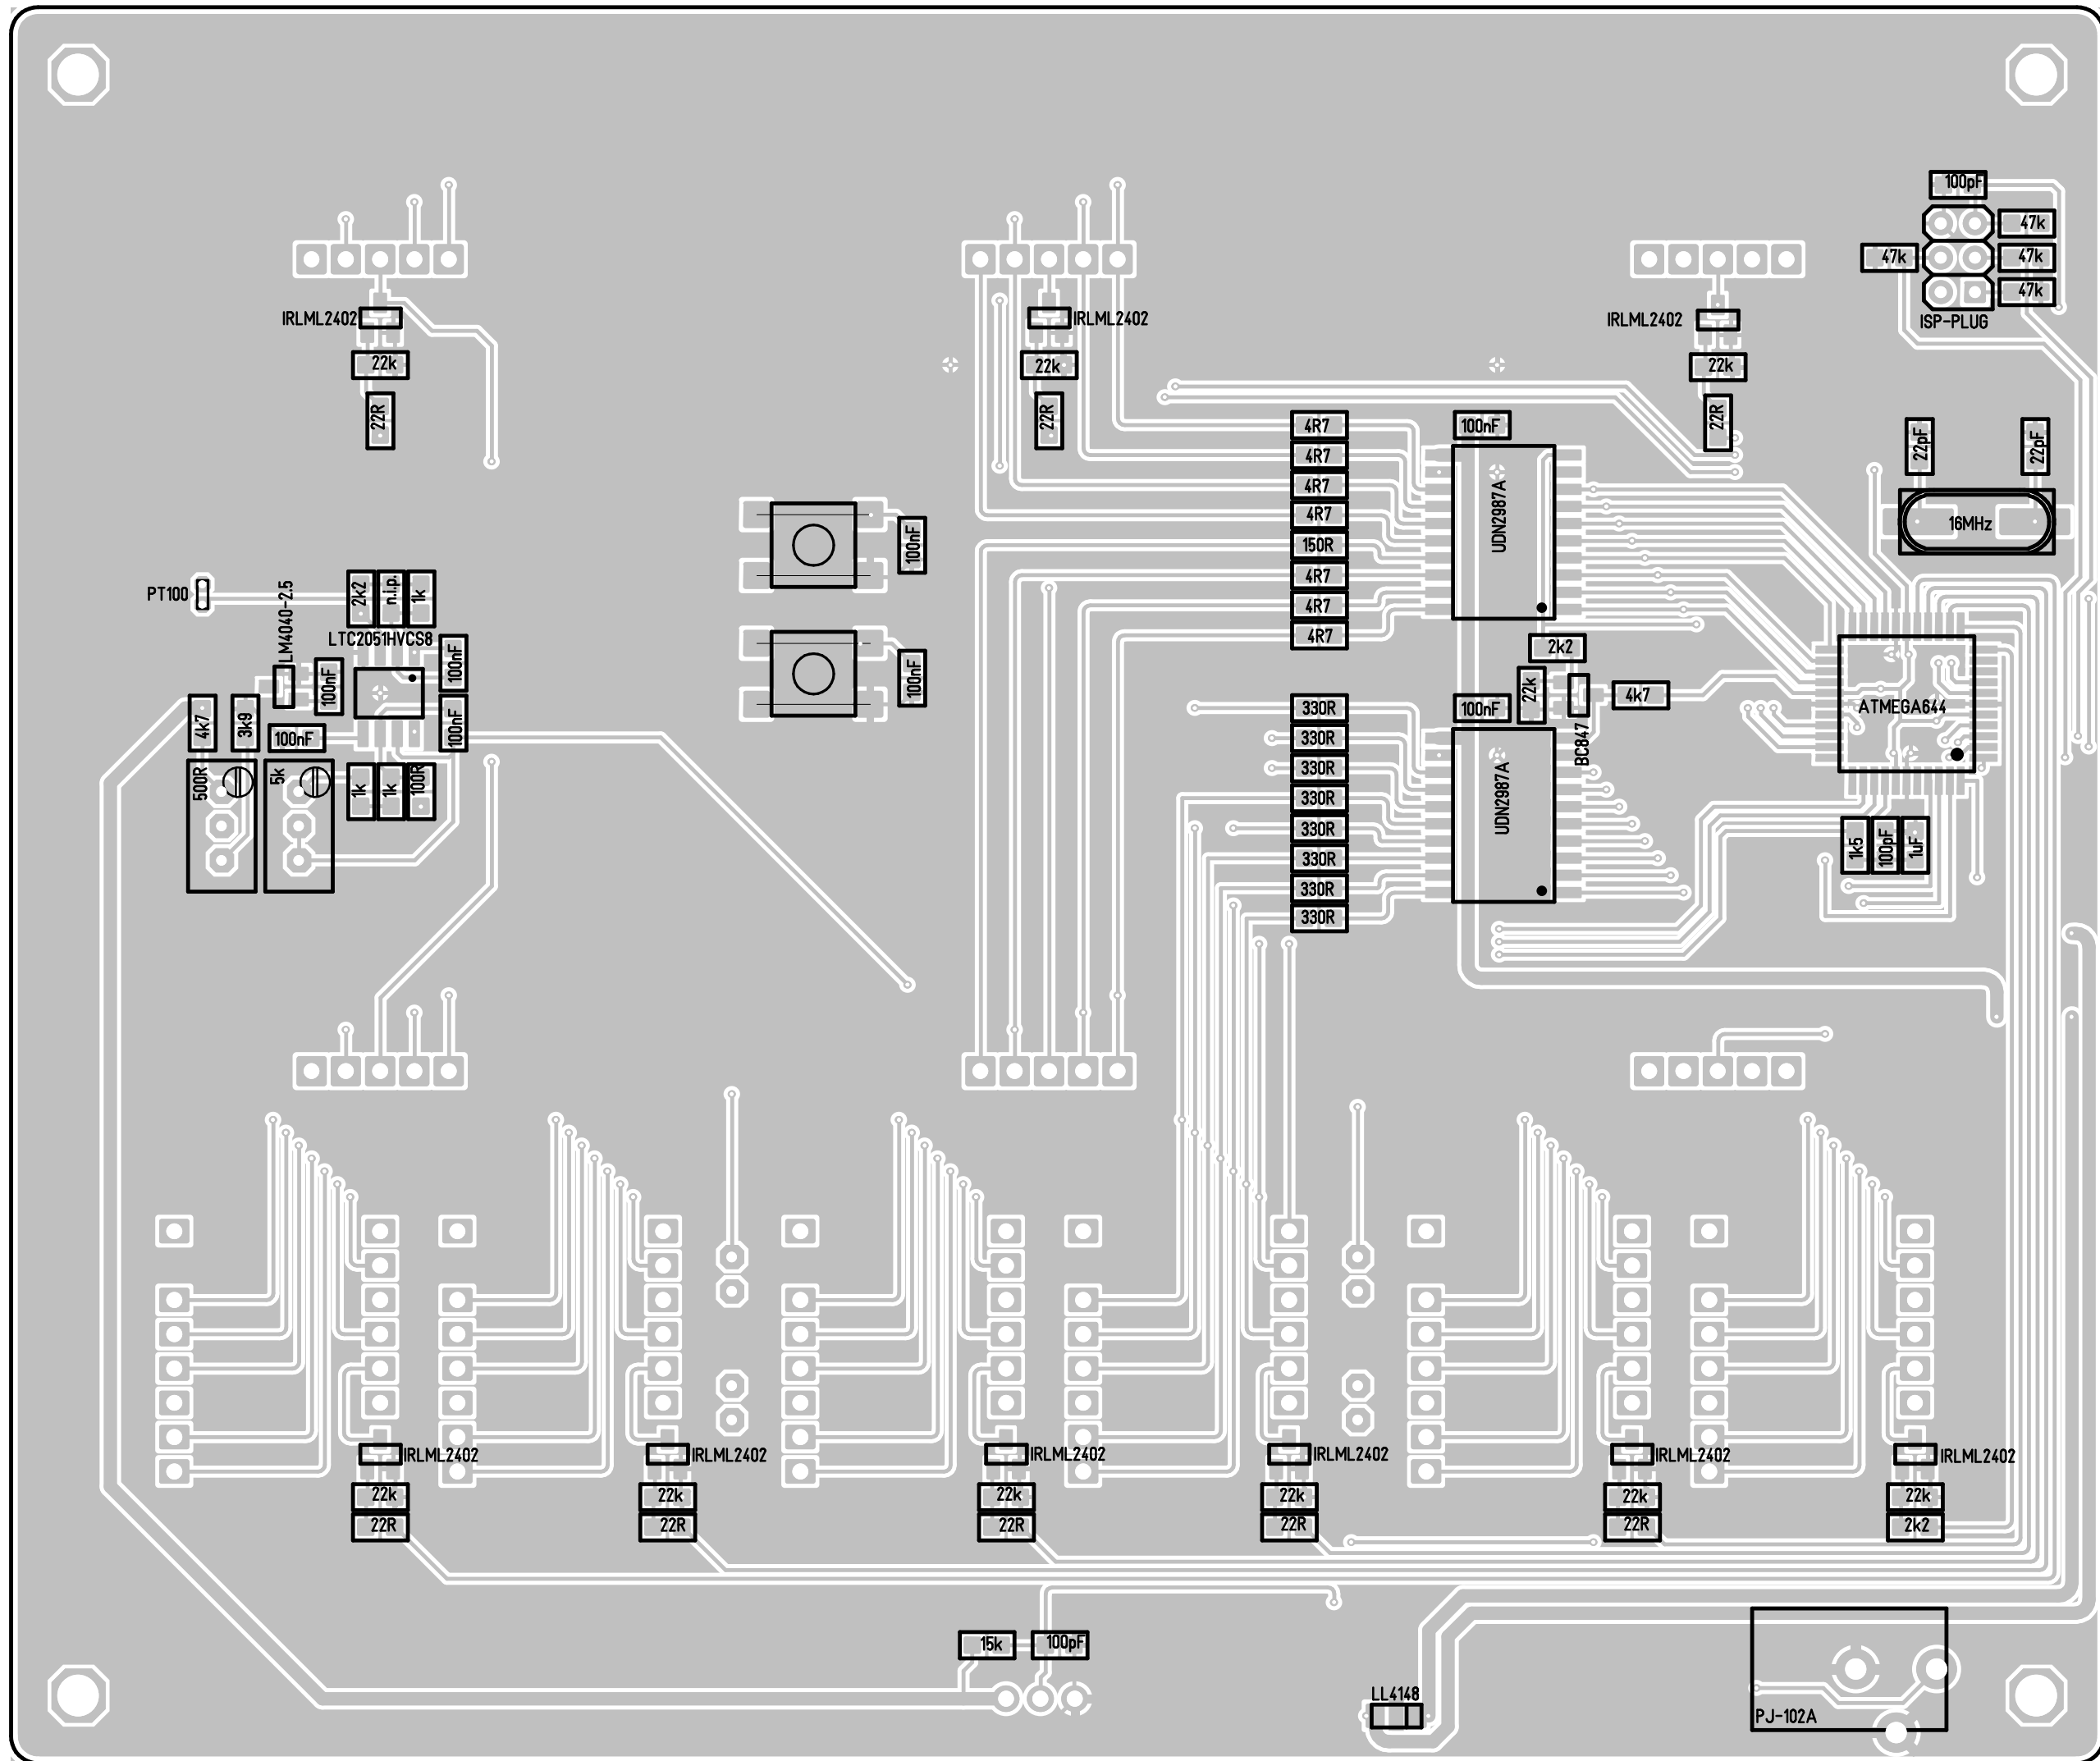 100pF
47k
47k
47k
47k
ISP-PLUG
IRLML2402
IRLML2402
IRLML2402
22k
22k
22k
22R
22R
22R
4R7
4R7
4R7
4R7
150R
4R7
4R7
4R7
100nF
UDN2987A
22pF
22pF
16MHz
100nF
100nF
PT100
LM4040-2.5
2k2
n.i.p.
1k
LTC2051HVCS8
100nF
100nF
100nF
4k7
3k9
100nF
500R
5k
1k
1k
100R
2k2
22k
BC847
4k7
ATMEGA644
100nF
UDN2987A
330R
330R
330R
330R
330R
330R
330R
330R
1k5
100pF
1uF
IRLML2402
IRLML2402
IRLML2402
IRLML2402
IRLML2402
IRLML2402
22k
22k
22k
22k
22k
22k
22R
22R
22R
22R
22R
2k2
15k
100pF
LL4148
PJ-102A